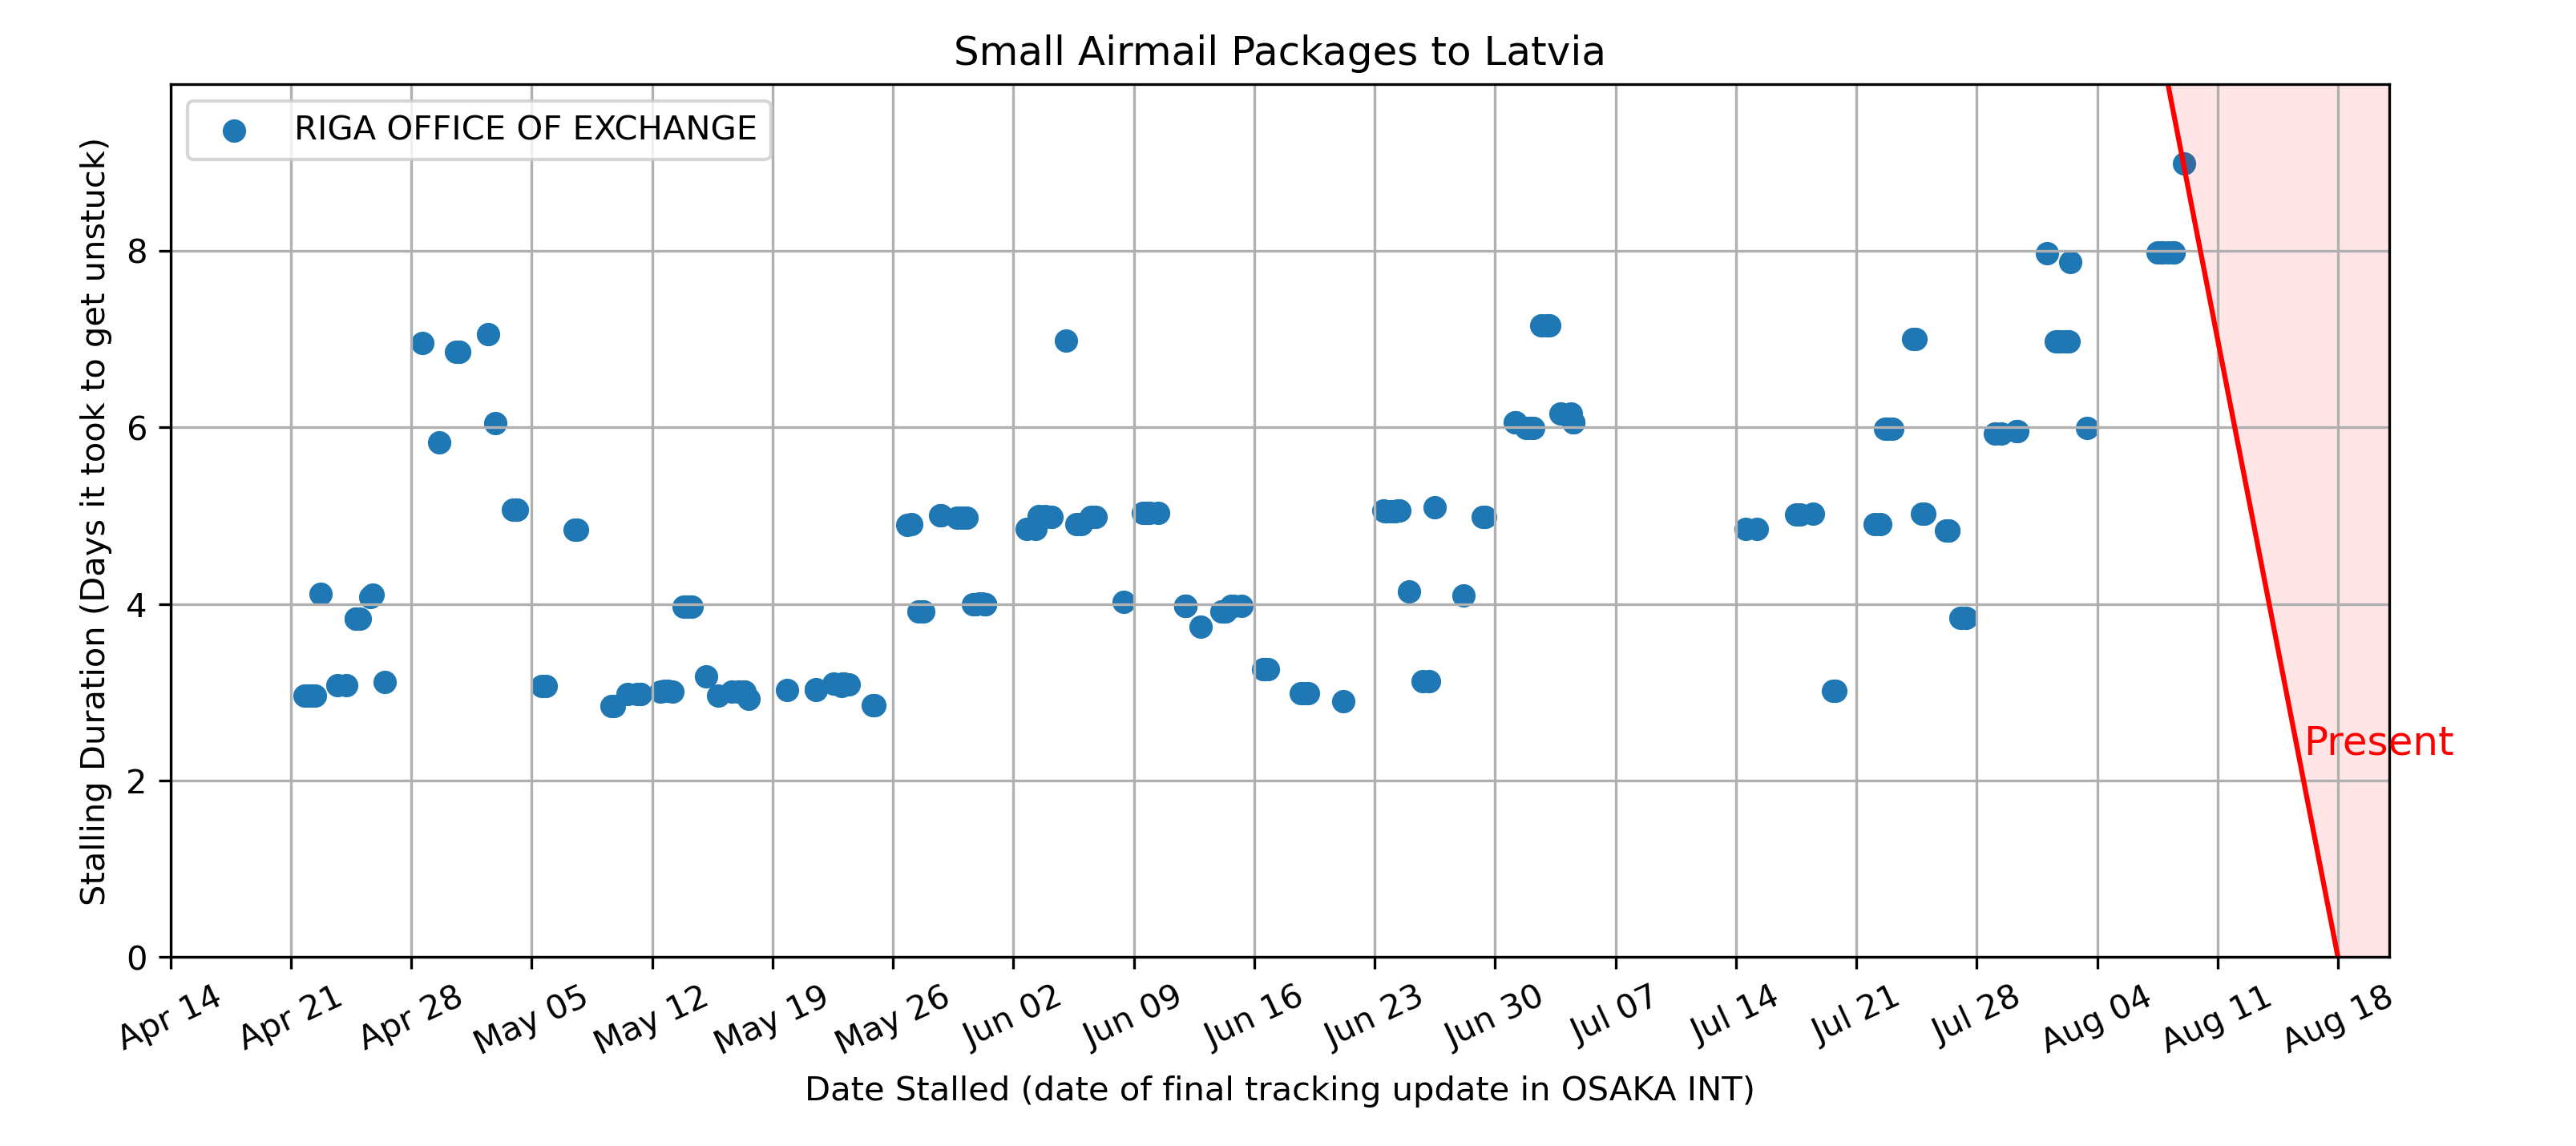 Small Airmail Packages to Latvia
RIGA OFFICE OF EXCHANGE
Stalling Duration (Days it took to get unstuck)
8
6
4
2
0
Present
Apr 14
Apr 21
Apr 28
May 05
May 12
May 19
May 26
Jun 02
Jun 09
Jun 16
Jun 23
Jun 30
Jul 07
Jul 14
Jul 21
Jul 28
Aug 04
Aug 11
Aug 18
Date Stalled (date of final tracking update in OSAKA INT)